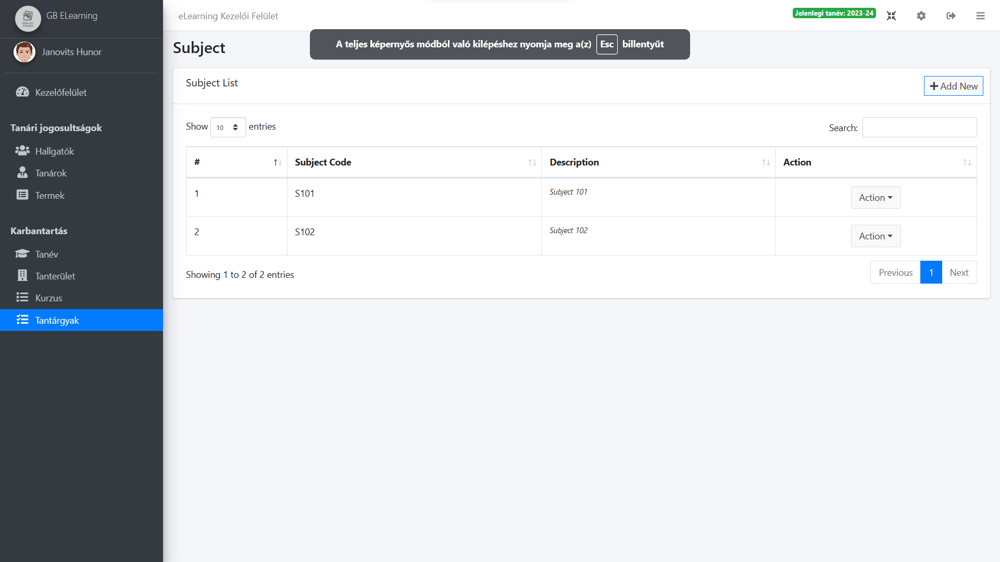 GB ELearning
Janovits Hunor
Kezelőfelület
Tanári jogosultságok
Hallgatók
Tanárok
Termek
Karbantartás
Tanév
Tanterület
Kurzus
Tantárgyak
eLearning Kezelői Felület
Jelenlegi tanév: 2023-24
A teljes képernyős módból való kilépéshez nyomja meg a(z) Esc billentyűt
Subject
Subject List
Add New
Show 10 entries
Search:
# Subject Code Description Action
1 S101 Subject 101 Action
2 S102 Subject 102 Action
Showing 1 to 2 of 2 entries
Previous 1 Next